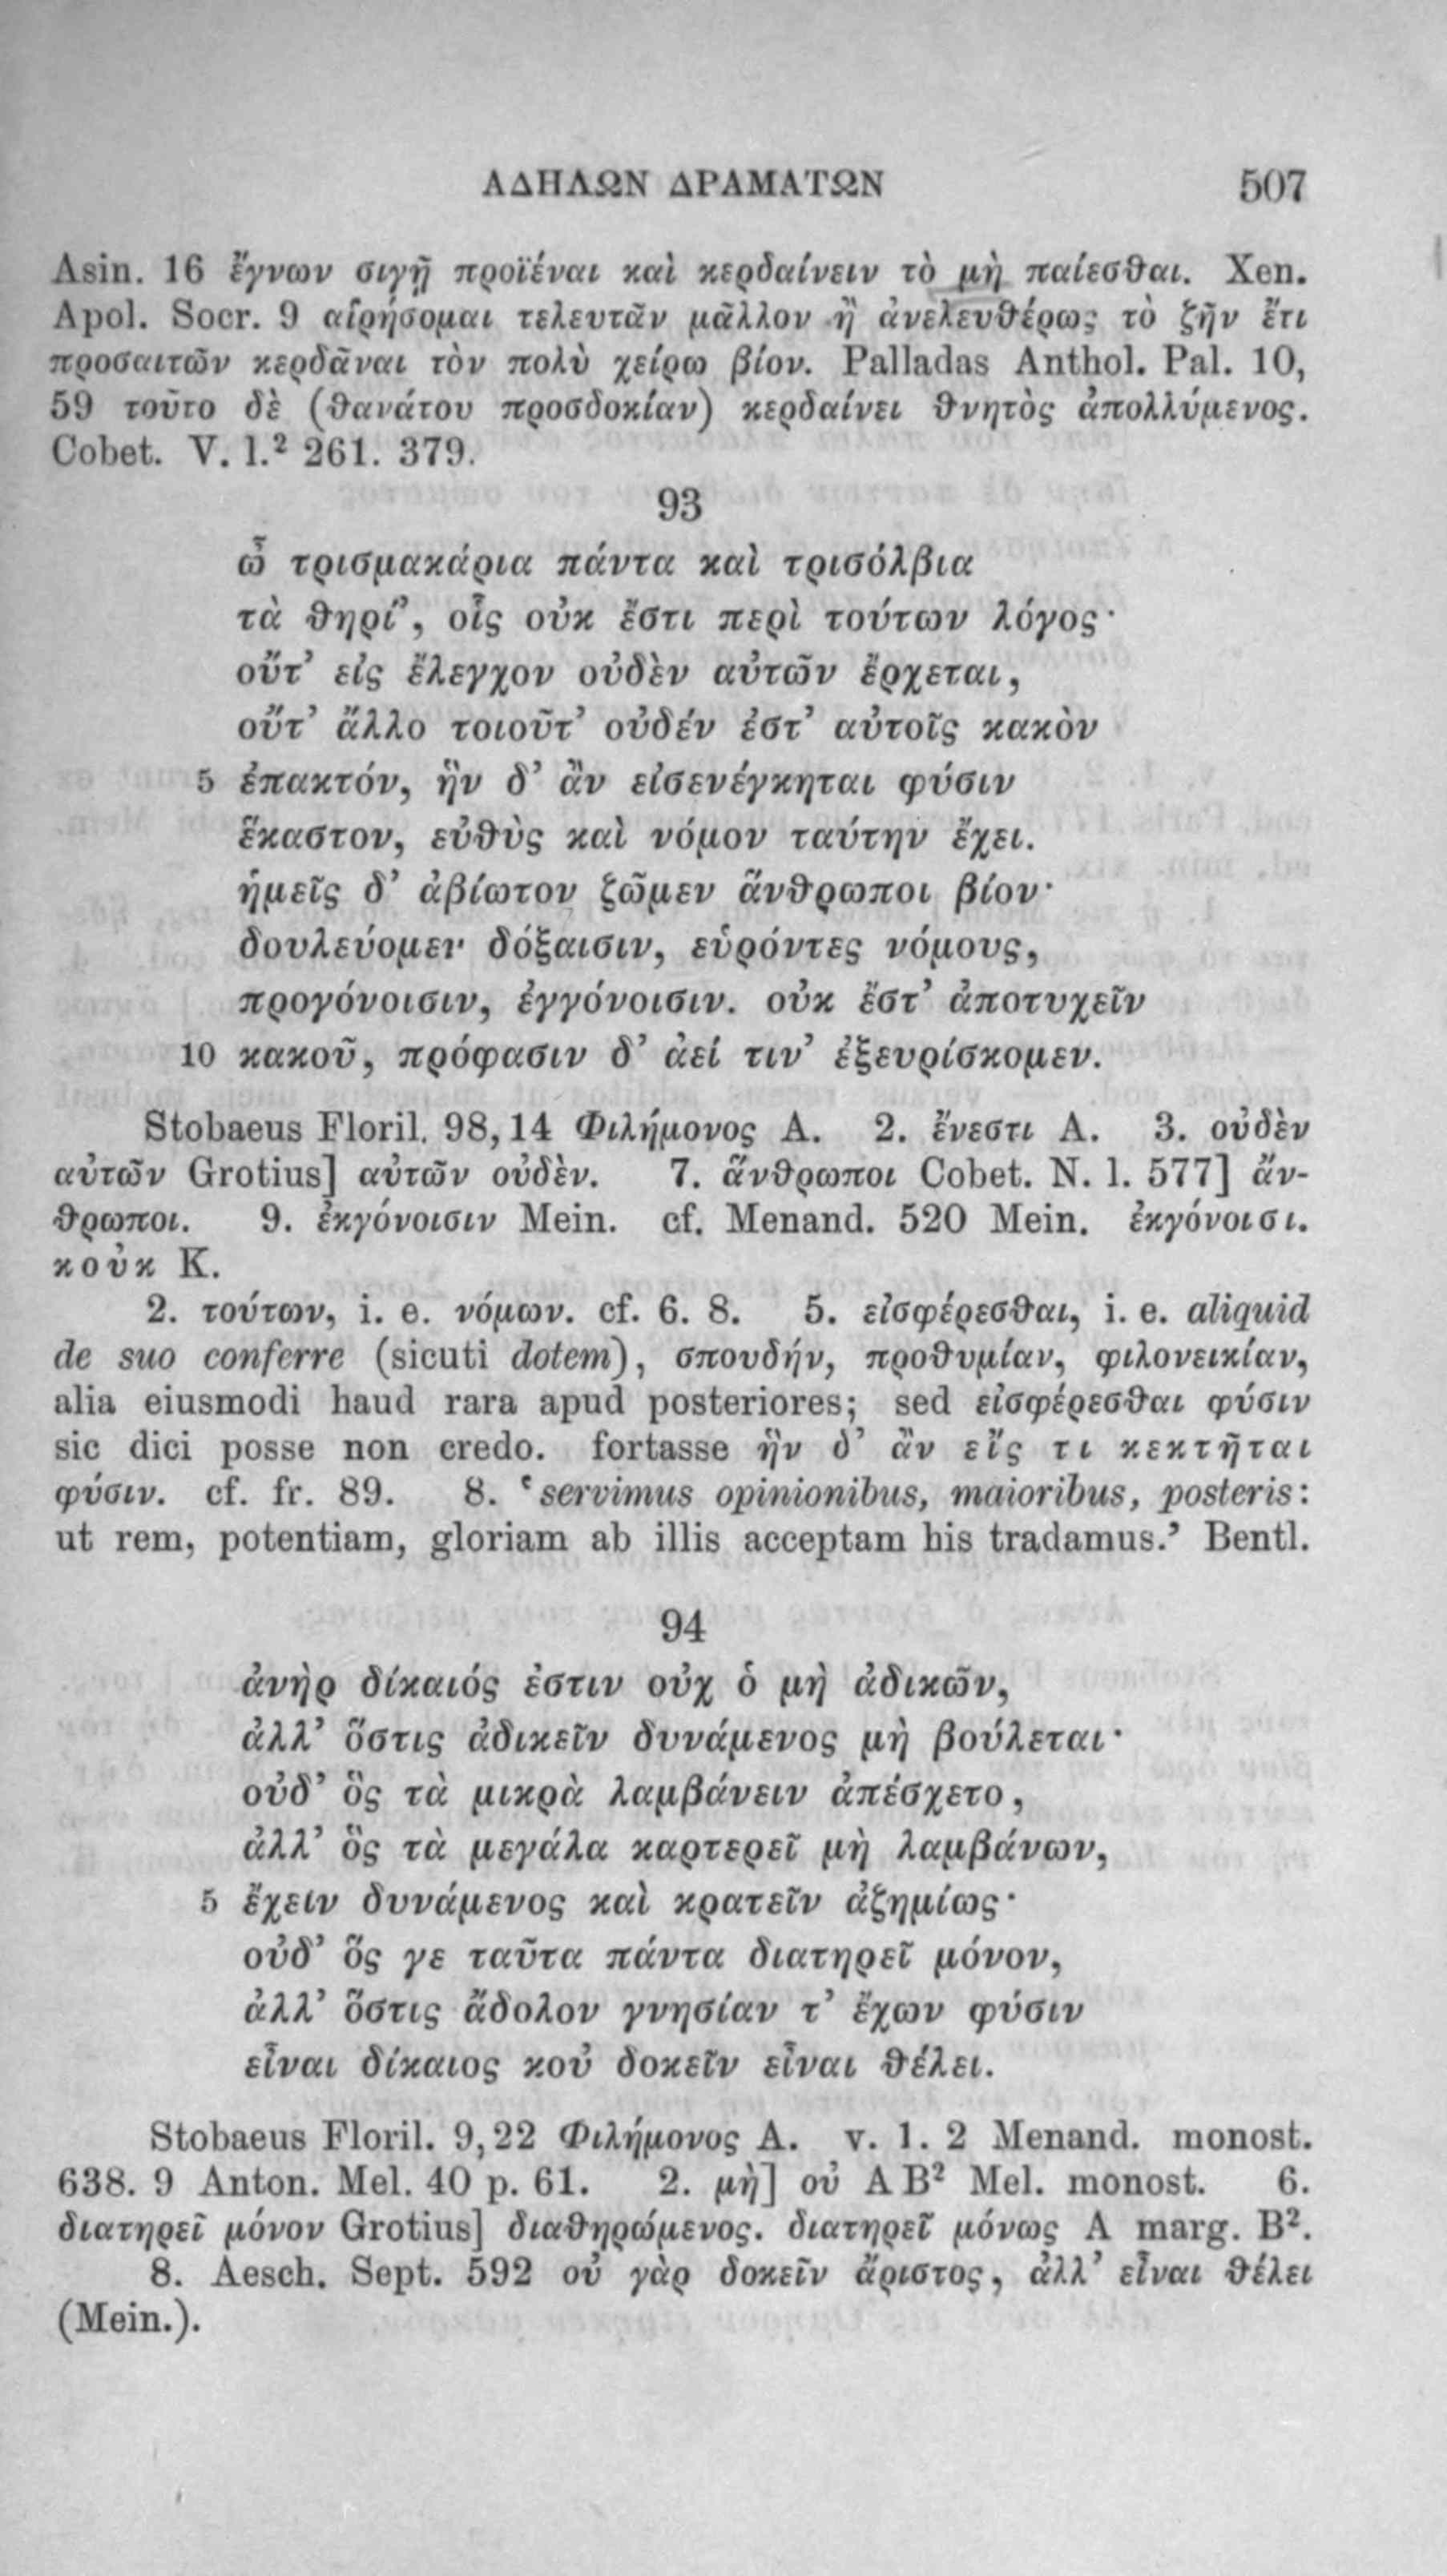 ΑΔΗΛΩΝ ΔΡΑΜΑΤΩΝ 507
Asin. 16 ἔγνων σιγῇ προϊέναι καὶ κερδαίνειν τὸ μὴ παίεσθαι. Xen.
Apol. Socr. 9 αἱρήσομαι τελευτᾶν μᾶλλον ἢ ἀνελευθέρως τὸ ζῆν ἔτι
προσαιτῶν κερδᾶναι τὸν πολὺ χείρω βίον. Palladas Anthol. Pal. 10,
59 τοῦτο δὲ (θανάτου προσδοκίαν) κερδαίνει θνητὸς ἀπολλύμενος.
Cobet. V. l.² 261. 379.
93
ὦ τρισμακάρια πάντα καὶ τρισόλβια
τὰ θηρί’, οἷς οὐκ ἔστι περὶ τούτων λόγος·
οὔτ’ εἰς ἔλεγχον οὐδὲν αὐτῶν ἔρχεται,
οὔτ’ ἄλλο τοιοῦτ’ οὐδέν ἐστ’ αὐτοῖς κακὸν
5 ἐπακτόν, ἣν δ’ ἂν εἰσενέγκηται φύσιν
ἕκαστον, εὐθὺς καὶ νόμον ταύτην ἔχει.
ἡμεῖς δ’ ἀβίωτον ζῶμεν ἅνθρωποι βίον·
δουλεύομεν δόξαισιν, εὑρόντες νόμους,
προγόνοισιν, ἐγγόνοισιν. οὐκ ἔστ’ ἀποτυχεῖν
10 κακοῦ, πρόφασιν δ’ ἀεί τιν’ ἐξευρίσκομεν.
Stobaeus Floril. 98,14 Φιλήμονος A. 2. ἔνεστι A. 3. οὐδὲν
αὐτῶν Grotius] αὐτῶν οὐδὲν. 7. ἅνθρωποι Cobet. N. l. 577] ἄν-
θρωποι. 9. ἐκγόνοισιν Mein. cf. Menand. 520 Mein. ἐκγόνοισι.
κοὐκ K.
2. τούτων, i. e. νόμων. cf. 6. 8. 5. εἰσφέρεσθαι, i. e. aliquid
de suo conferre (sicuti dotem), σπουδήν, προθυμίαν, φιλονεικίαν,
alia eiusmodi haud rara apud posteriores; sed εἰσφέρεσθαι φύσιν
sic dici posse non credo. fortasse ἣν δ’ ἂν εἷς τι κεκτῆται
φύσιν. cf. fr. 89. 8. ‘servimus opinionibus, maioribus, posteris:
ut rem, potentiam, gloriam ab illis acceptam his tradamus.’ Bentl.
94
ἀνὴρ δίκαιός ἐστιν οὐχ ὁ μὴ ἀδικῶν,
ἀλλ’ ὅστις ἀδικεῖν δυνάμενος μὴ βούλεται·
οὐδ’ ὃς τὰ μικρὰ λαμβάνειν ἀπέσχετο,
ἀλλ’ ὃς τὰ μεγάλα καρτερεῖ μὴ λαμβάνων,
5 ἔχειν δυνάμενος καὶ κρατεῖν ἀζημίως·
οὐδ’ ὅς γε ταῦτα πάντα διατηρεῖ μόνον,
ἀλλ’ ὅστις ἄδολον γνησίαν τ’ ἔχων φύσιν
εἶναι δίκαιος κοὐ δοκεῖν εἶναι θέλει.
Stobaeus Floril. 9,22 Φιλήμονος A. v. 1. 2 Menand. monost.
638. 9 Anton. Mel. 40 p. 61. 2. μὴ] οὐ A B² Mel. monost. 6.
διατηρεῖ μόνον Grotius] διαθηρώμενος. διατηρεῖ μόνως A marg. B².
8. Aesch. Sept. 592 οὐ γὰρ δοκεῖν ἄριστος, ἀλλ’ εἶναι θέλει
(Mein.).